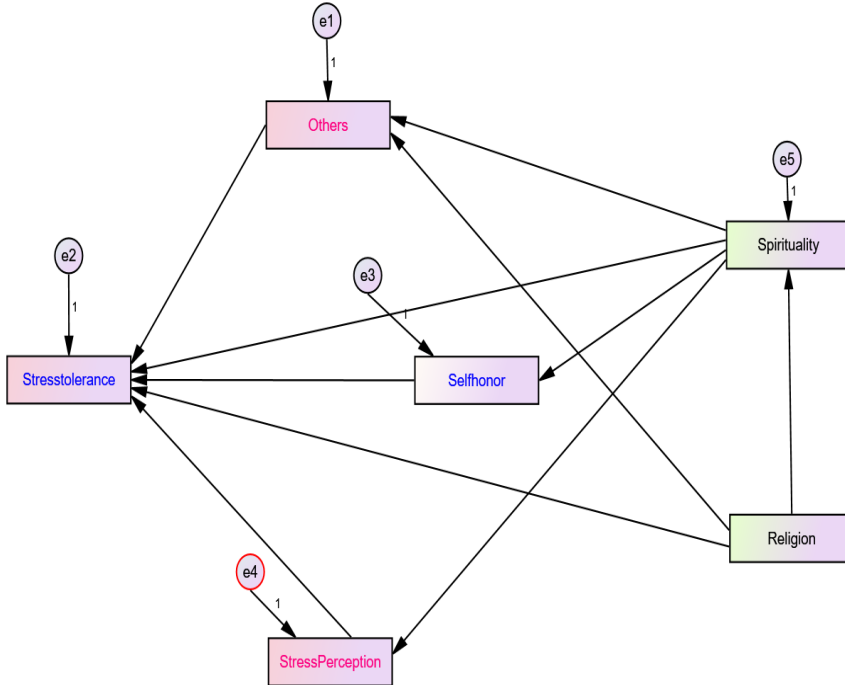 e1
1
Others
e5
1
Spirituality
e2
1
e3
1
Stresstolerance
Selfhonor
Religion
e4
1
StressPerception